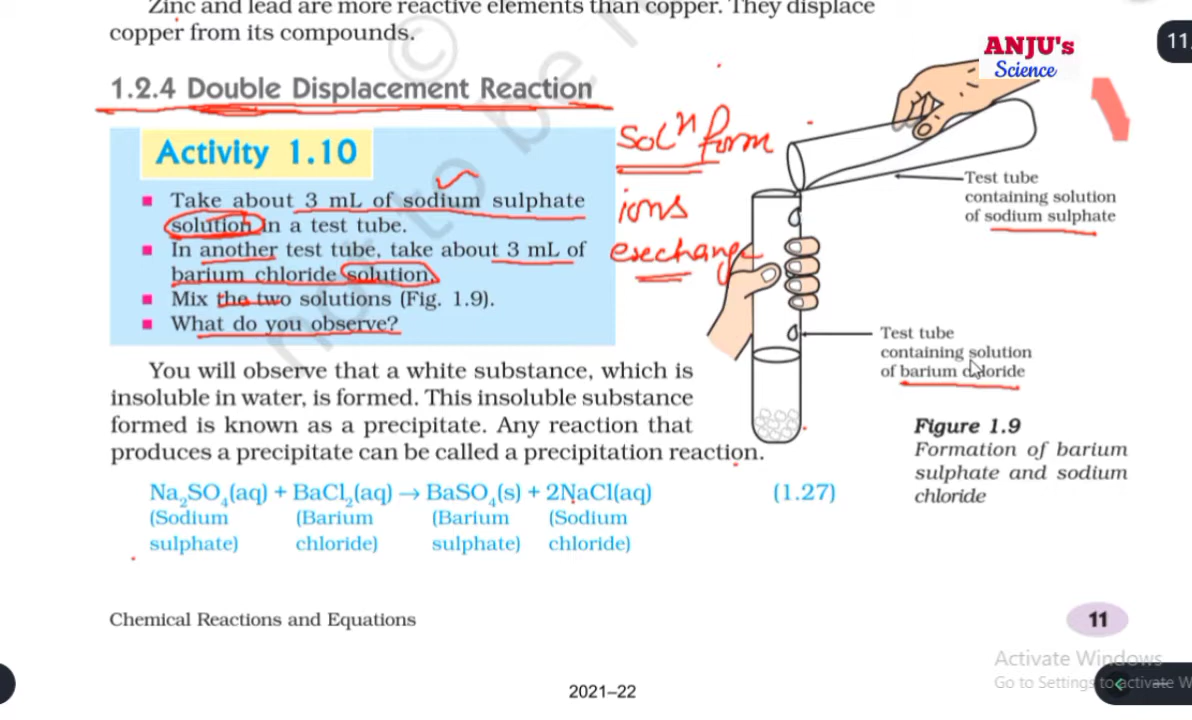 Zinc and lead are more reactive elements than copper. They displace
copper from its compounds.
11
ANJU's
Science
1.2.4 Double Displacement Reaction
Activity 1.10
Take about 3 mL of sodium sulphate
solution in a test tube.
In another test tube, take about 3 mL of
barium chloride solution.
Mix the two solutions (Fig. 1.9).
What do you observe?
solⁿ form
ions
exechange
Test tube
containing solution
of sodium sulphate
Test tube
containing solution
of barium chloride
Figure 1.9
Formation of barium
sulphate and sodium
chloride
You will observe that a white substance, which is
insoluble in water, is formed. This insoluble substance
formed is known as a precipitate. Any reaction that
produces a precipitate can be called a precipitation reaction.
Na₂SO₄(aq) + BaCl₂(aq) → BaSO₄(s) + 2NaCl(aq) (1.27)
(Sodium (Barium (Barium (Sodium
sulphate) chloride) sulphate) chloride)
Chemical Reactions and Equations
11
2021–22
Activate Windows
Go to Settings to activate W
© not to be